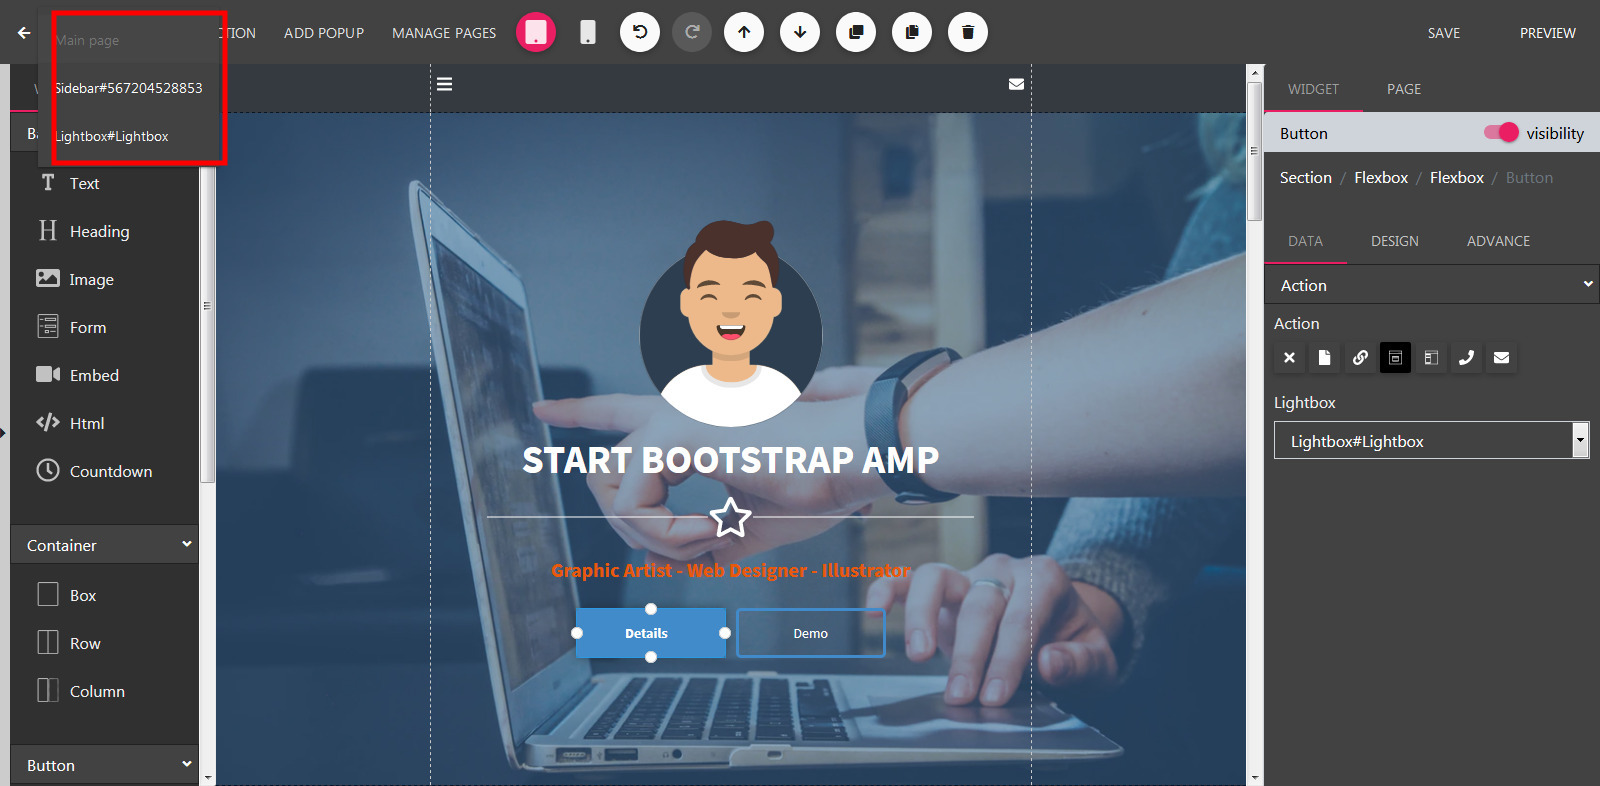 Main page
CTION
ADD POPUP
MANAGE PAGES
SAVE
PREVIEW
Sidebar#567204528853
Lightbox#Lightbox
WIDGET
PAGE
Button
visibility
Section / Flexbox / Flexbox / Button
DATA
DESIGN
ADVANCE
Action
Action
Lightbox
Lightbox#Lightbox
Ba
Text
Heading
Image
Form
Embed
Html
Countdown
Container
Box
Row
Column
Button
START BOOTSTRAP AMP
Graphic Artist - Web Designer - Illustrator
Details
Demo